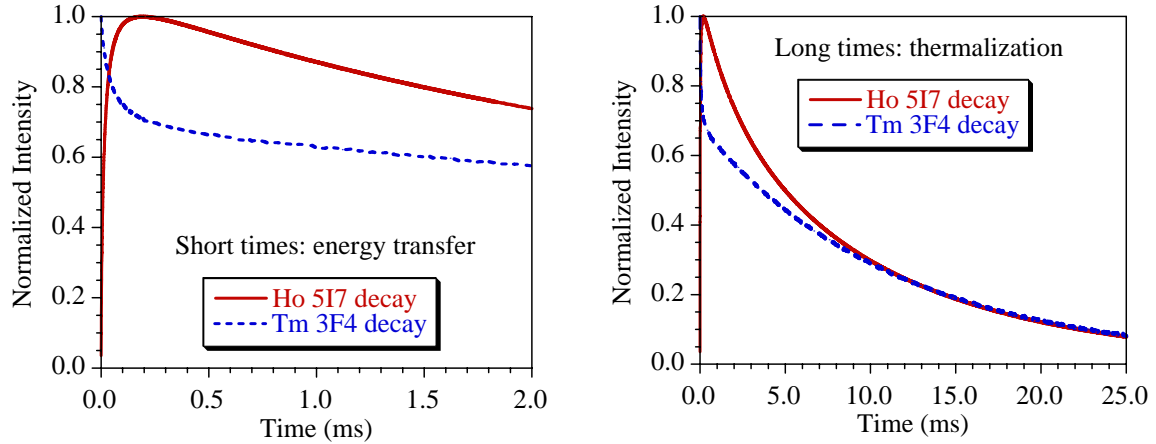 Normalized Intensity
1.0
0.8
0.6
0.4
0.2
0.0
Short times: energy transfer
Ho 5I7 decay
Tm 3F4 decay
0.0 0.5 1.0 1.5 2.0
Time (ms)
Normalized Intensity
1.0
0.8
0.6
0.4
0.2
0.0
Long times: thermalization
Ho 5I7 decay
Tm 3F4 decay
0.0 5.0 10.0 15.0 20.0 25.0
Time (ms)